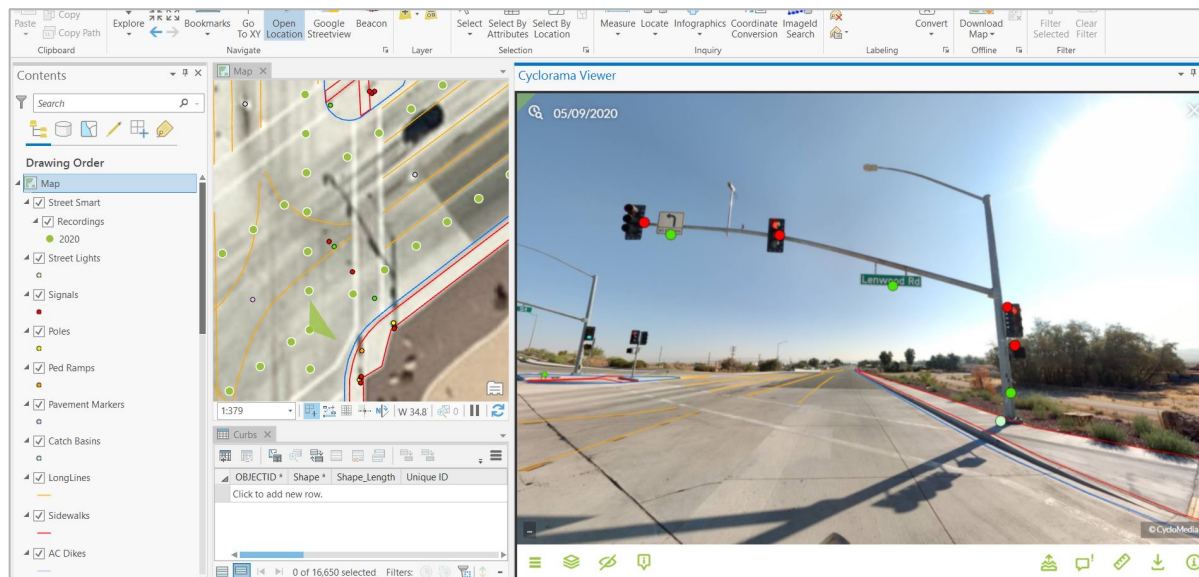 Copy
Paste
Copy Path
Clipboard
Explore
Bookmarks
Go To XY
Open Location
Google Streetview
Beacon
Navigate
Layer
Select
Select By Attributes
Select By Location
Selection
Measure
Locate
Infographics
Coordinate Conversion
ImageId Search
Inquiry
Labeling
Convert
Download Map
Offline
Filter Selected
Clear Filter
Filter
Contents
Search
Drawing Order
Map
Street Smart
Recordings
2020
Street Lights
Signals
Poles
Ped Ramps
Pavement Markers
Catch Basins
LongLines
Sidewalks
AC Dikes
Map
1:379
N
W 34.8
0
Curbs
OBJECTID *
Shape *
Shape_Length
Unique ID
Click to add new row.
0 of 16,650 selected
Filters:
Cyclorama Viewer
05/09/2020
Lenwood Rd
© CycloMedia